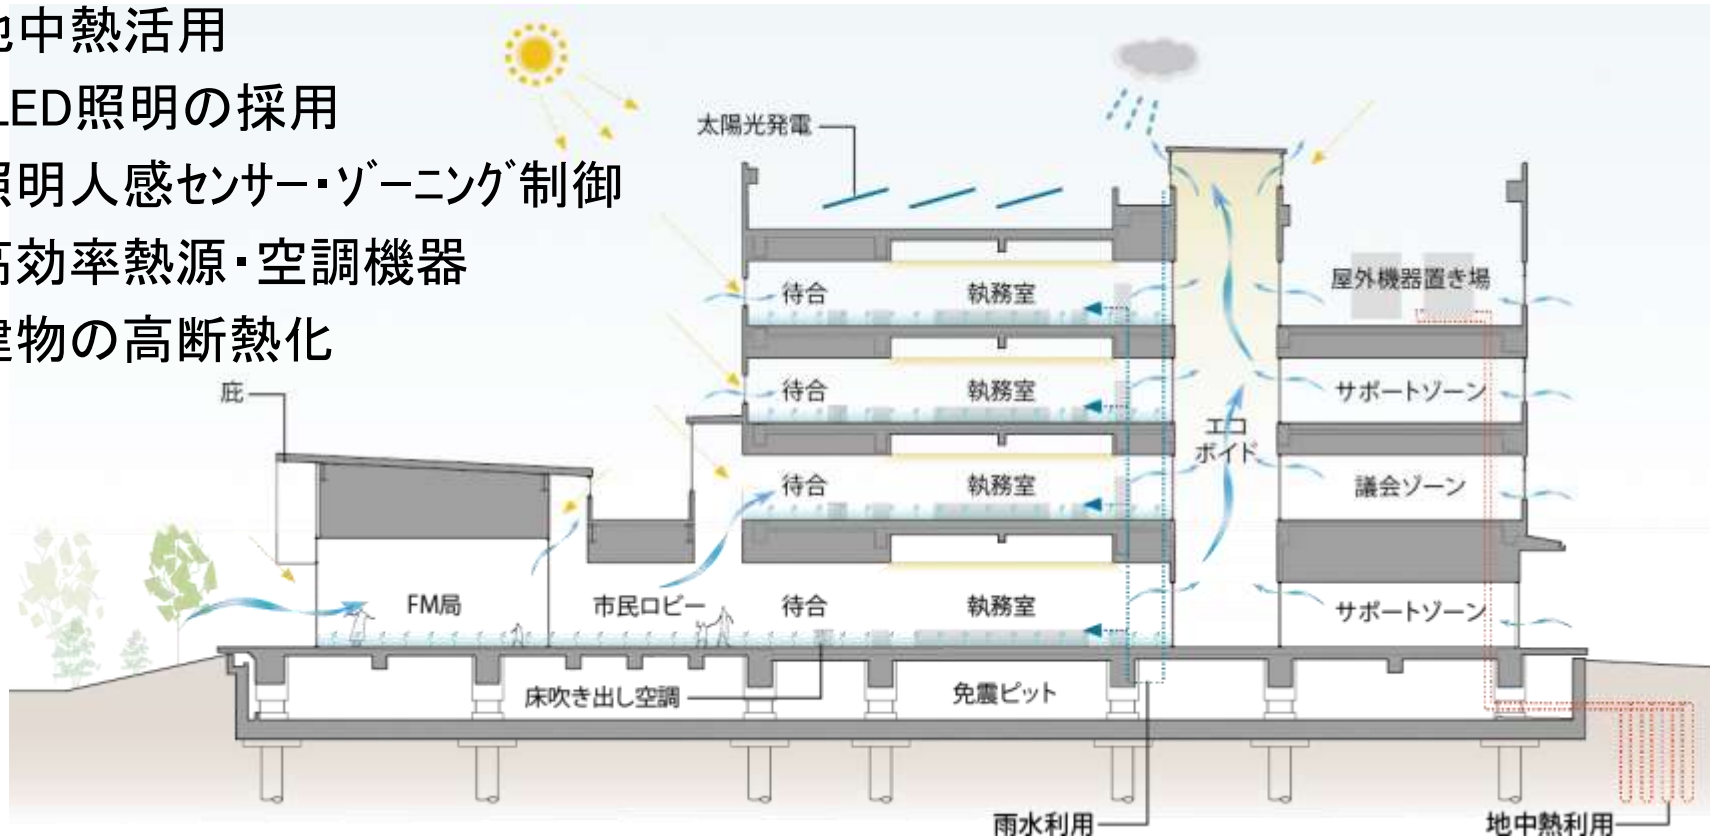 地中熱活用
LED照明の採用
照明人感ｾﾝｻｰ・ｿﾞｰﾆﾝｸﾞ制御
高効率熱源・空調機器
建物の高断熱化
太陽光発電
屋外機器置き場
待合
執務室
庇
待合
執務室
サポートゾーン
エコ
ボイド
待合
執務室
議会ゾーン
FM局
市民ロビー
待合
執務室
サポートゾーン
床吹き出し空調
免震ピット
雨水利用
地中熱利用